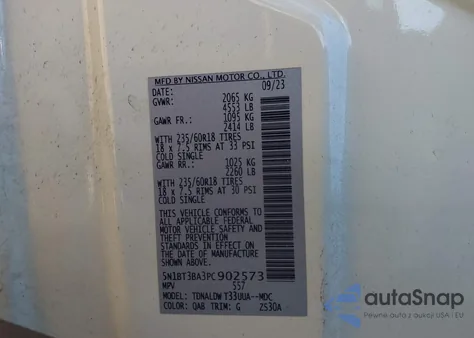 MFD BY NISSAN MOTOR CO., LTD.
DATE: 09/23
GVWR: 2065 KG
4553 LB
GAWR FR.: 1095 KG
2414 LB
WITH 235/60R18 TIRES
18 x 7.5 RIMS AT 33 PSI
COLD SINGLE
GAWR RR.: 1025 KG
2260 LB
WITH 235/60R18 TIRES
18 x 7.5 RIMS AT 30 PSI
COLD SINGLE
THIS VEHICLE CONFORMS TO
ALL APPLICABLE FEDERAL
MOTOR VEHICLE SAFETY
AND THEFT PREVENTION
STANDARDS IN EFFECT ON
THE DATE OF MANUFACTURE
SHOWN ABOVE.
5N1BT3BA3PC902573
MPV 557
MODEL: TDNALDW T33UUA--MDC
COLOR: QAB TRIM: G ZS30A
autoSnap
Pewne auto z USA i EU